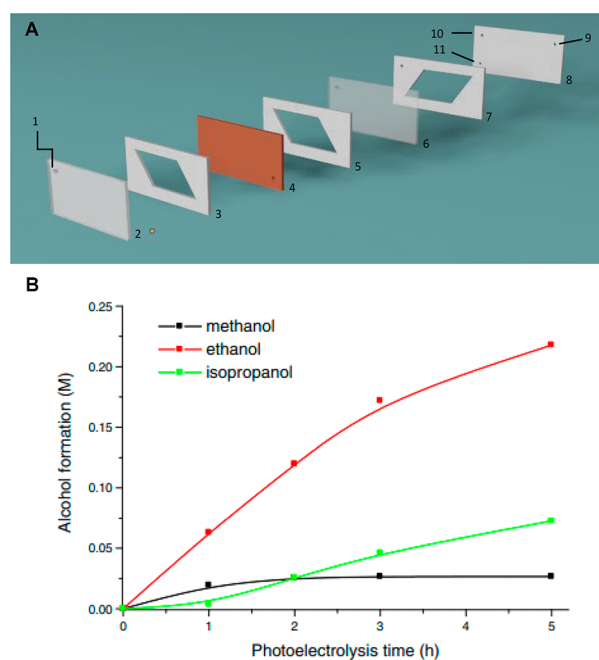 A
1
2
3
4
5
6
7
8
9
10
11
B
0.25
0.20
0.15
0.10
0.05
0.00
Alcohol formation (M)
methanol
ethanol
isopropanol
0 1 2 3 4 5
Photoelectrolysis time (h)